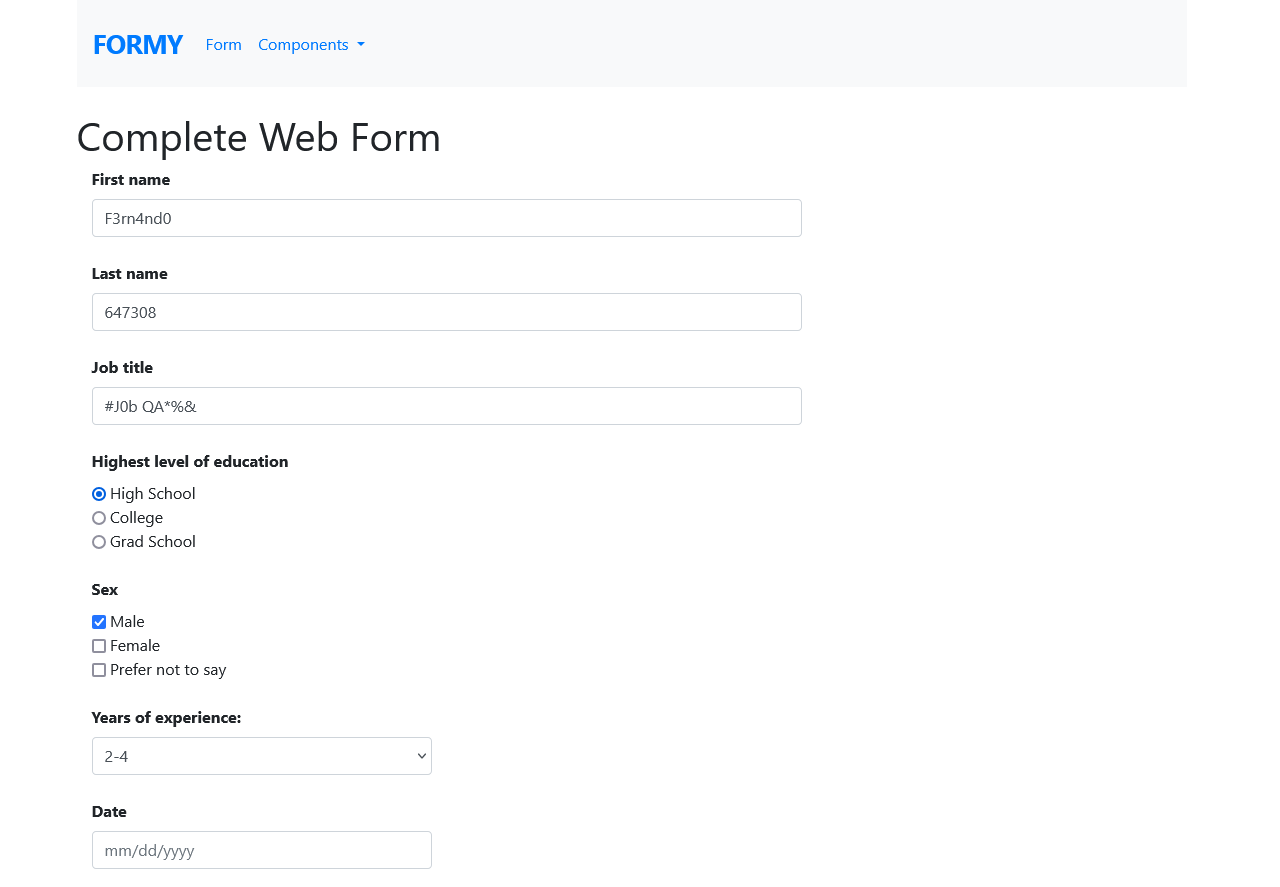 FORMY Form Components
Complete Web Form
First name
F3rn4nd0
Last name
647308
Job title
#J0b QA*%&
Highest level of education
High School
College
Grad School
Sex
Male
Female
Prefer not to say
Years of experience:
2-4
Date
mm/dd/yyyy